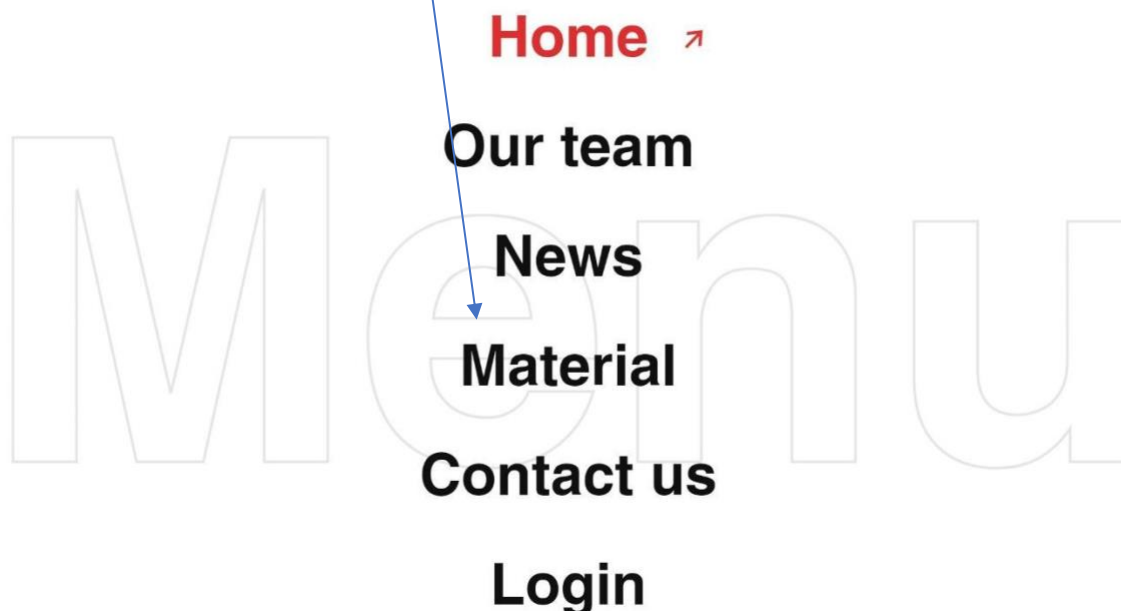 Home ↗
Our team
News
Menu
Material
Contact us
Login